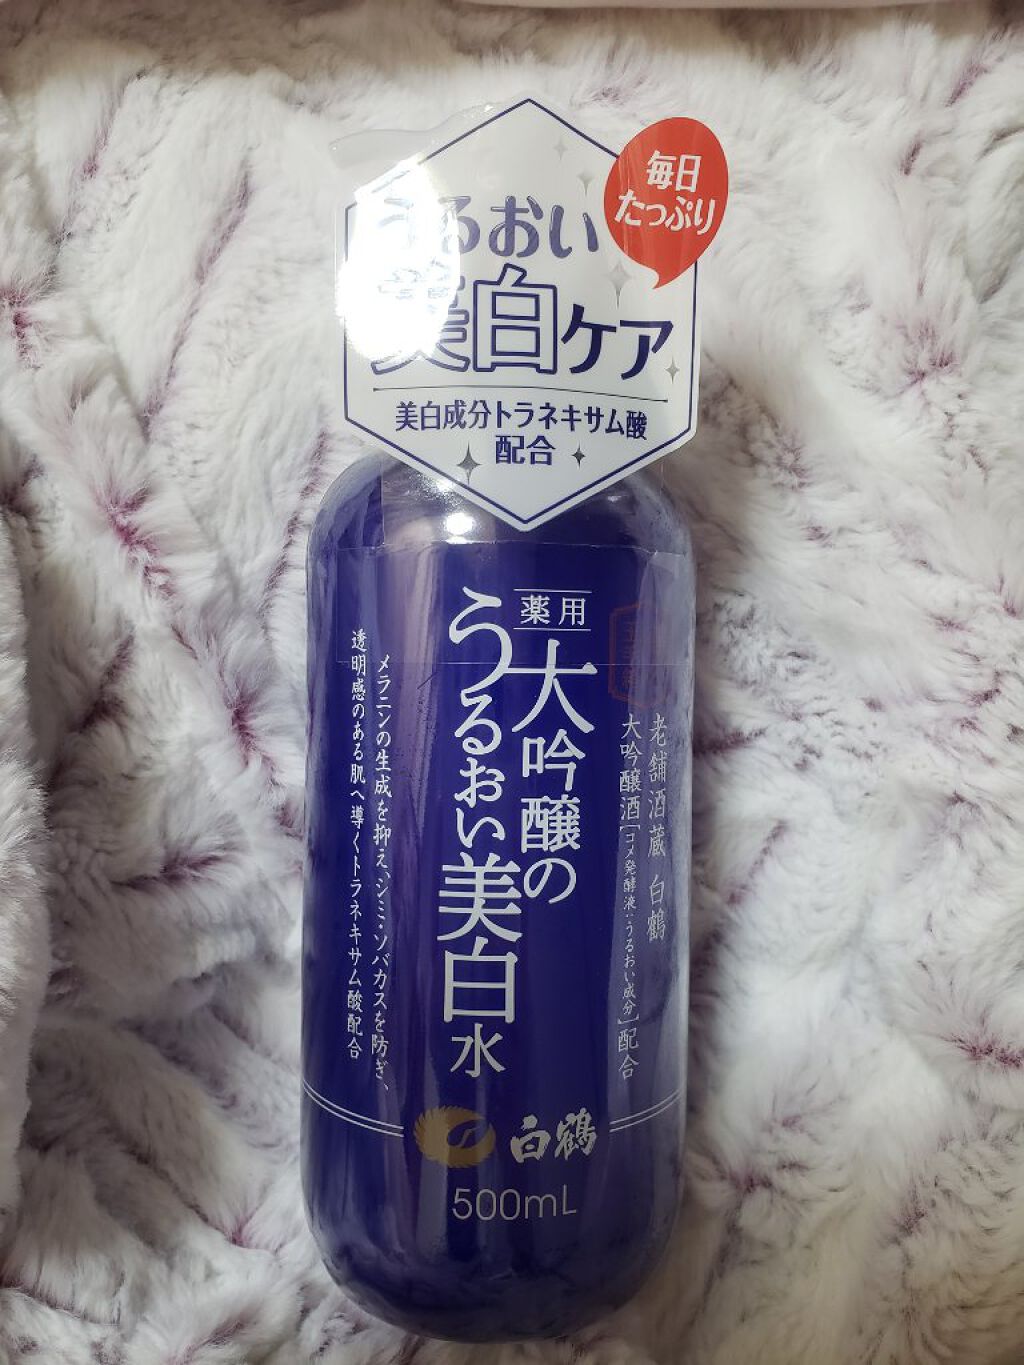 毎日
たっぷり
うるおい
美白ケア
美白成分トラネキサム酸
配合
薬用
大吟醸の
うるおい美白水
老舗酒蔵 白鶴
大吟醸酒[コメ発酵液:うるおい成分]配合
メラニンの生成を抑え、シミ・ソバカスを防ぎ、
透明感のある肌へ導くトラネキサム酸配合
白鶴
500mL